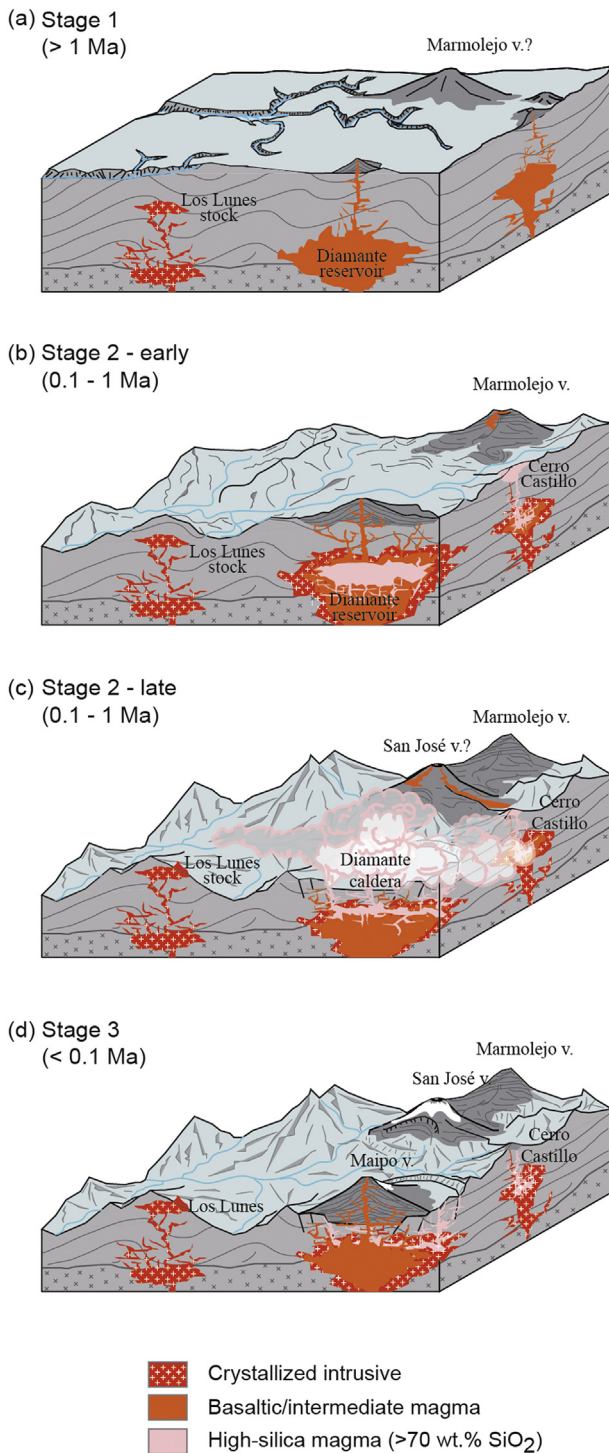 (a) Stage 1
(> 1 Ma)
Marmolejo v.?
Los Lunes
stock
Diamante
reservoir
(b) Stage 2 - early
(0.1 - 1 Ma)
Marmolejo v.
Cerro
Castillo
Los Lunes
stock
Diamante
reservoir
(c) Stage 2 - late
(0.1 - 1 Ma)
Marmolejo v.
San José v.?
Cerro
Castillo
Los Lunes
stock
Diamante
caldera
(d) Stage 3
(< 0.1 Ma)
Marmolejo v.
San José v.
Cerro
Castillo
Maipo v.
Los Lunes
Crystallized intrusive
Basaltic/intermediate magma
High-silica magma (>70 wt.% SiO₂)